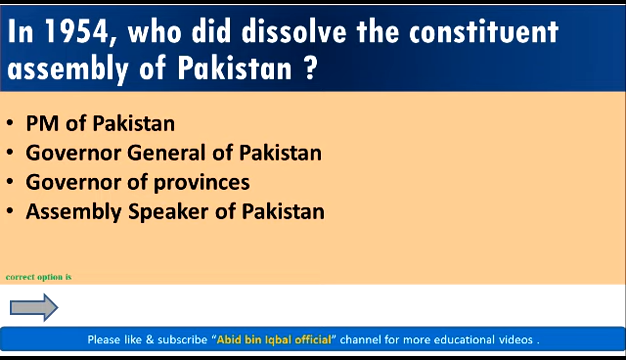 In 1954, who did dissolve the constituent
assembly of Pakistan ?
• PM of Pakistan
• Governor General of Pakistan
• Governor of provinces
• Assembly Speaker of Pakistan
correct option is
Please like & subscribe “Abid bin Iqbal official” channel for more educational videos .